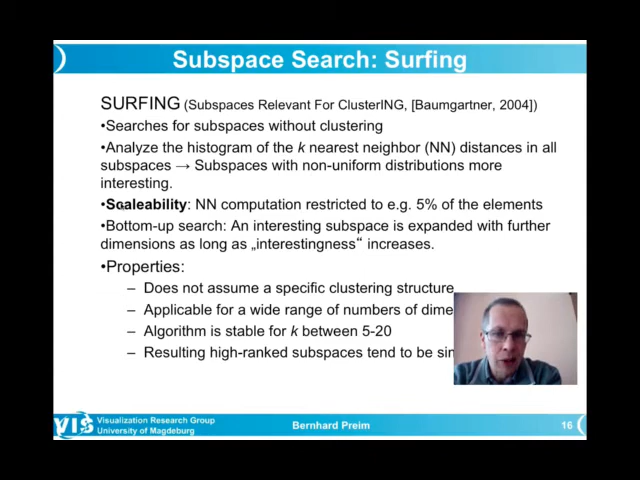 Subspace Search: Surfing
SURFING (Subspaces Relevant For ClusterING, [Baumgartner, 2004])
•Searches for subspaces without clustering
•Analyze the histogram of the k nearest neighbor (NN) distances in all
subspaces → Subspaces with non-uniform distributions more
interesting.
•Scaleability: NN computation restricted to e.g. 5% of the elements
•Bottom-up search: An interesting subspace is expanded with further
dimensions as long as „interestingness“ increases.
•Properties:
– Does not assume a specific clustering structure
– Applicable for a wide range of numbers of dime
– Algorithm is stable for k between 5-20
– Resulting high-ranked subspaces tend to be sin
VIS
Visualization Research Group
University of Magdeburg
Bernhard Preim
16